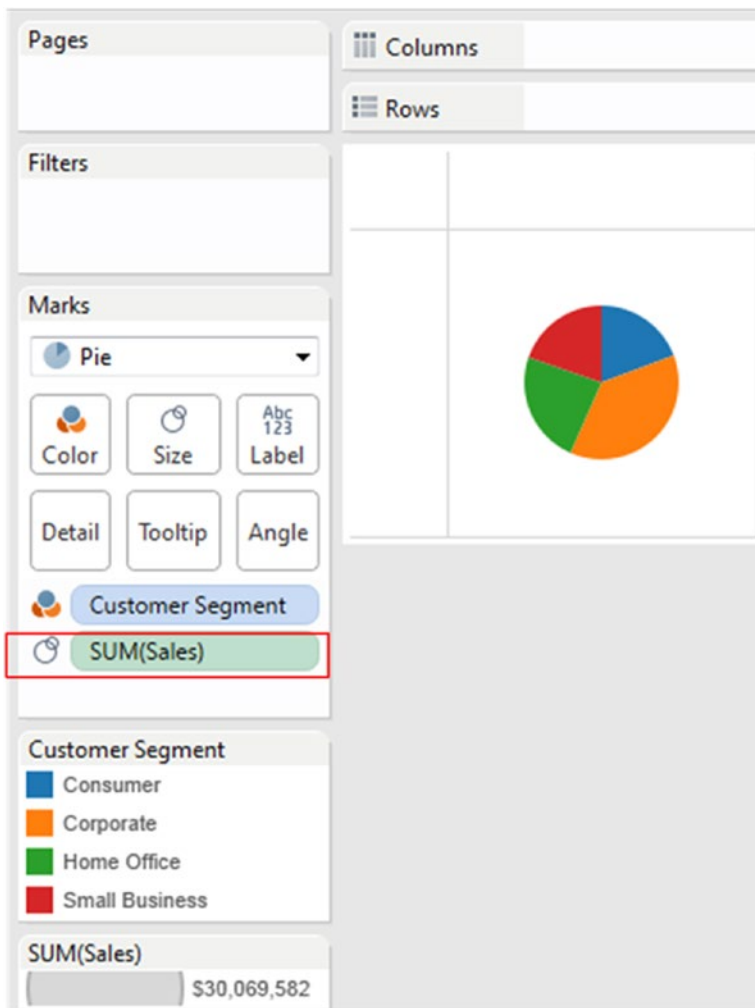 Pages
Columns
Rows
Filters
Marks
Pie
Color Size Abc 123 Label
Detail Tooltip Angle
Customer Segment
SUM(Sales)
Customer Segment
Consumer
Corporate
Home Office
Small Business
SUM(Sales)
$30,069,582